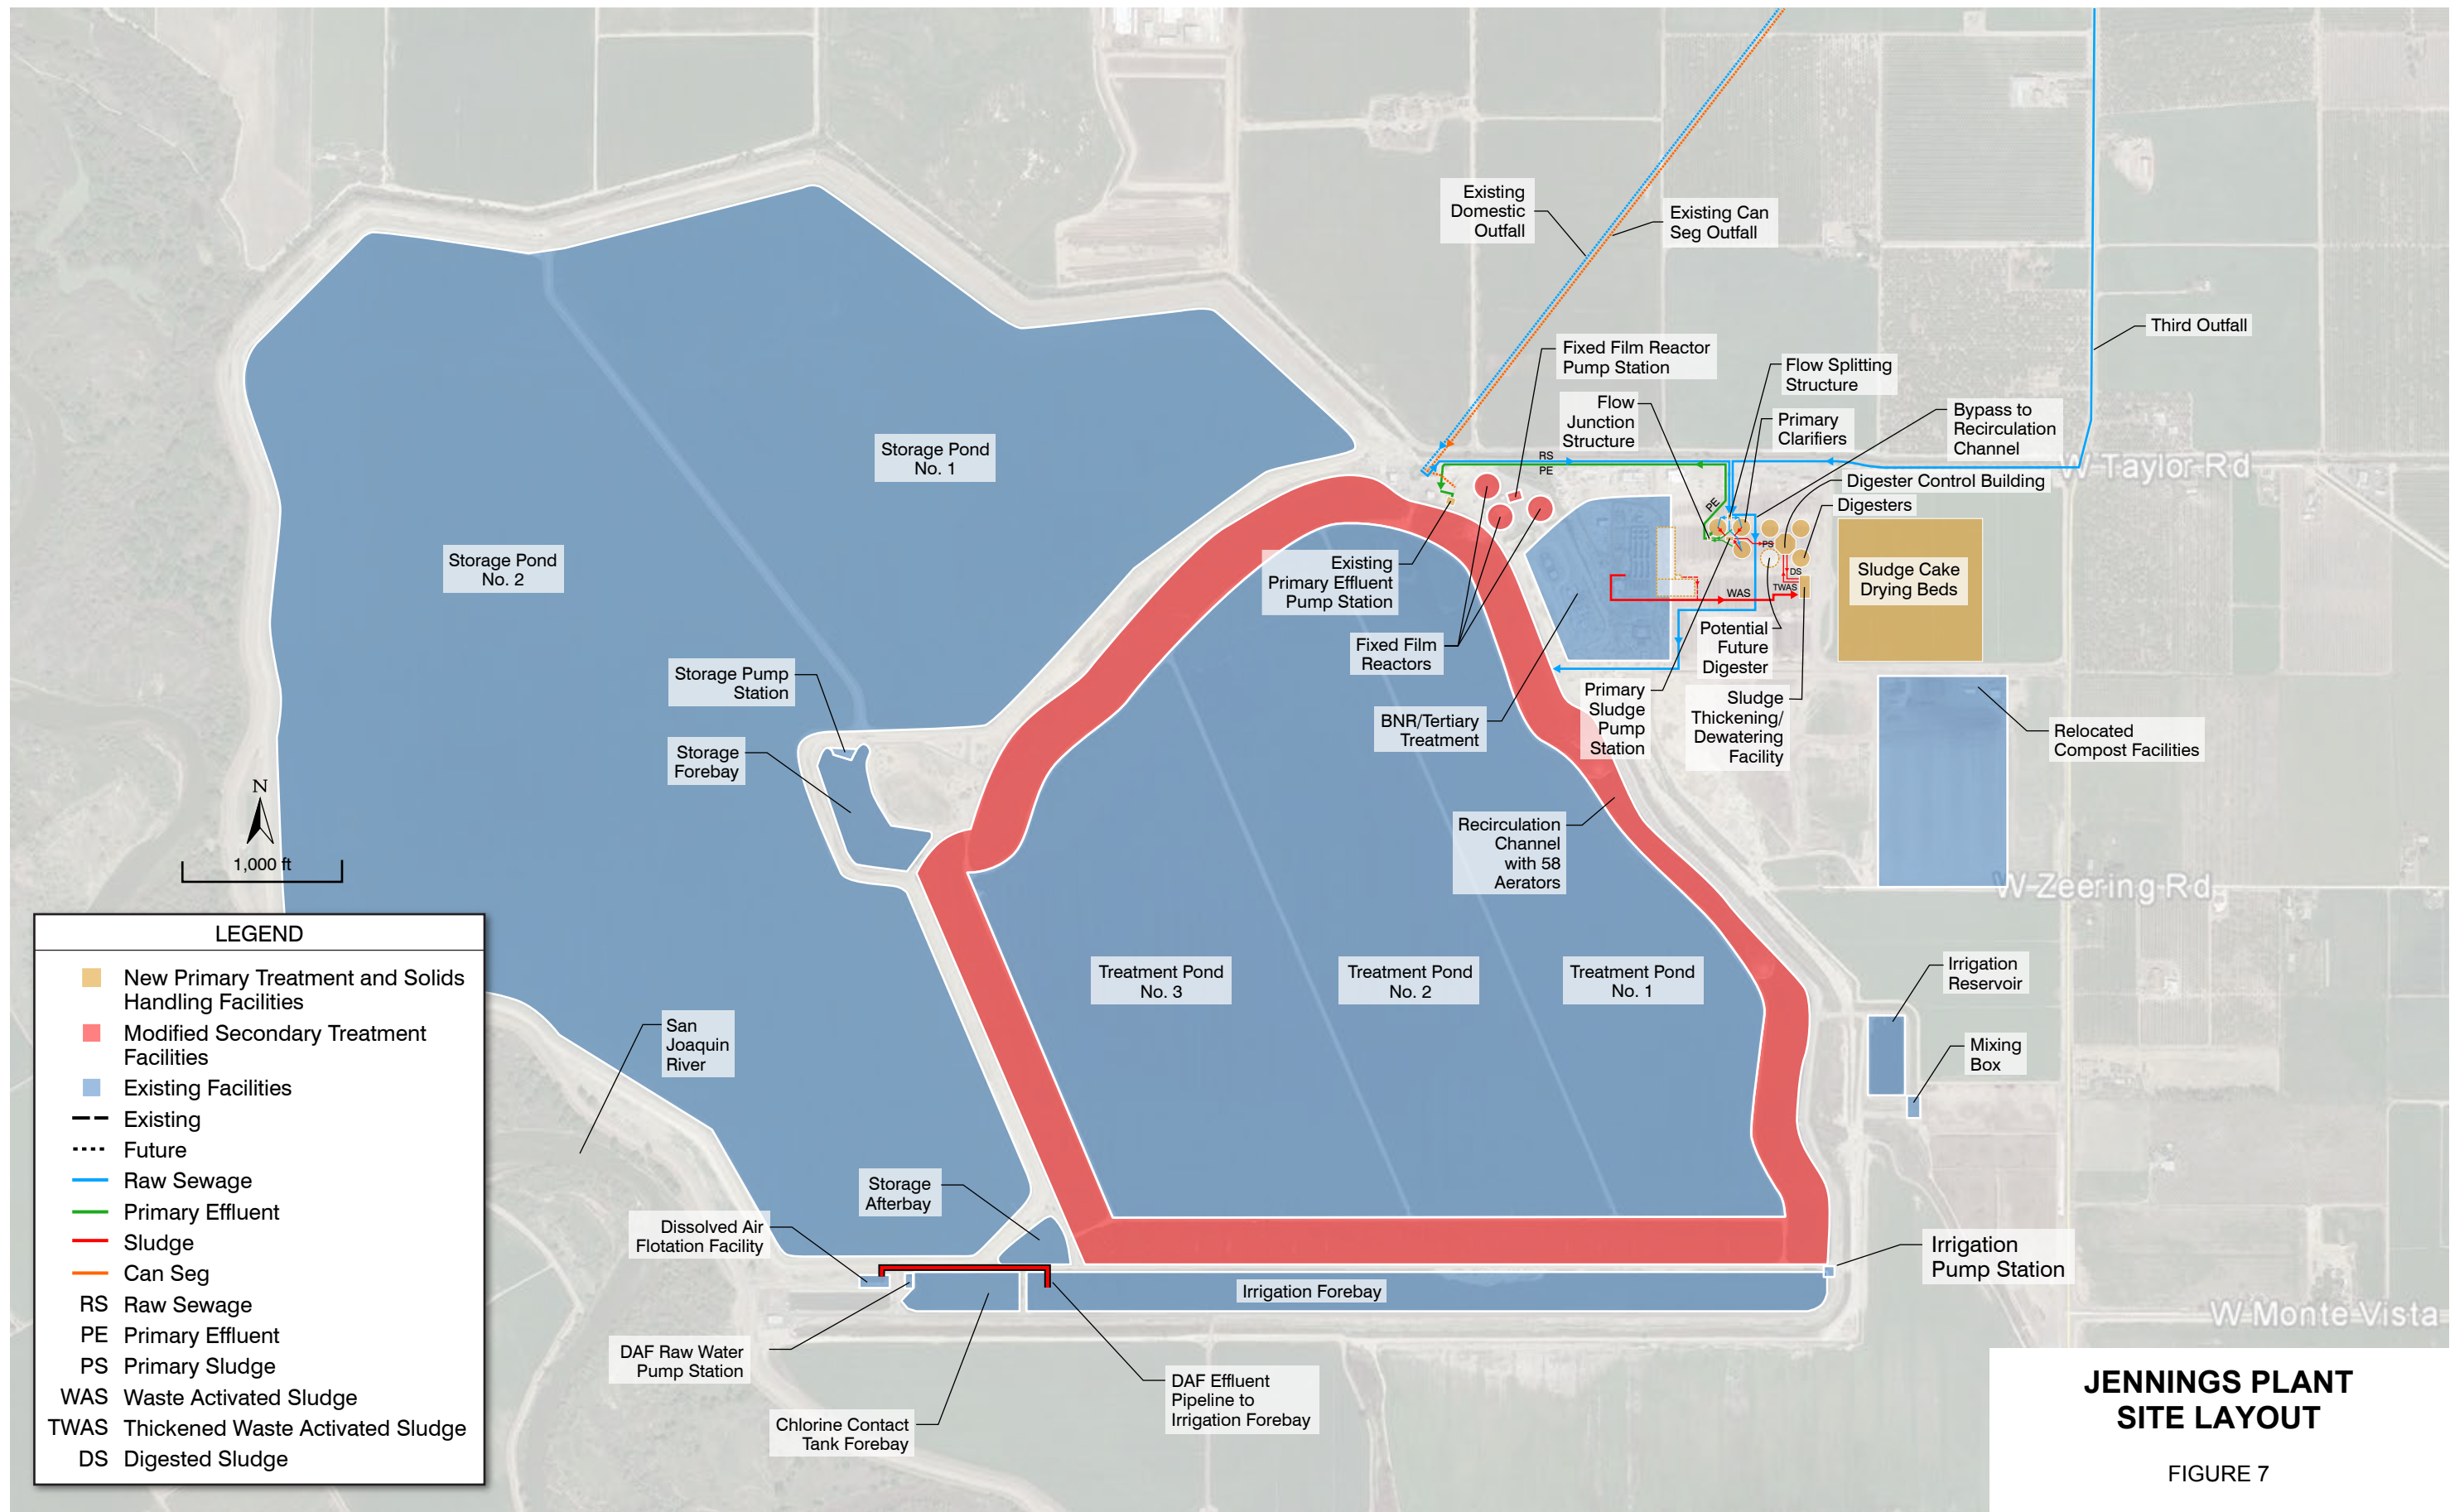 Existing
Domestic
Outfall
Existing Can
Seg Outfall
Third Outfall
Fixed Film Reactor
Pump Station
Flow Splitting
Structure
Flow
Junction
Structure
Primary
Clarifiers
Bypass to
Recirculation
Channel
Storage Pond
No. 1
RS
PE
W Taylor Rd
Digester Control Building
Digesters
PE
PS
DS
TWAS
WAS
Storage Pond
No. 2
Existing
Primary Effluent
Pump Station
Sludge Cake
Drying Beds
Fixed Film
Reactors
Potential
Future
Digester
Storage Pump
Station
Primary
Sludge
Pump
Station
Sludge
Thickening/
Dewatering
Facility
BNR/Tertiary
Treatment
Relocated
Compost Facilities
Storage
Forebay
N
1,000 ft
Recirculation
Channel
with 58
Aerators
W Zeering Rd
Treatment Pond
No. 3
Treatment Pond
No. 2
Treatment Pond
No. 1
Irrigation
Reservoir
Mixing
Box
San
Joaquin
River
Storage
Afterbay
Dissolved Air
Flotation Facility
Irrigation
Pump Station
Irrigation Forebay
W Monte Vista
DAF Raw Water
Pump Station
DAF Effluent
Pipeline to
Irrigation Forebay
Chlorine Contact
Tank Forebay
LEGEND
New Primary Treatment and Solids
Handling Facilities
Modified Secondary Treatment
Facilities
Existing Facilities
Existing
Future
Raw Sewage
Primary Effluent
Sludge
Can Seg
RS Raw Sewage
PE Primary Effluent
PS Primary Sludge
WAS Waste Activated Sludge
TWAS Thickened Waste Activated Sludge
DS Digested Sludge
JENNINGS PLANT
SITE LAYOUT
FIGURE 7